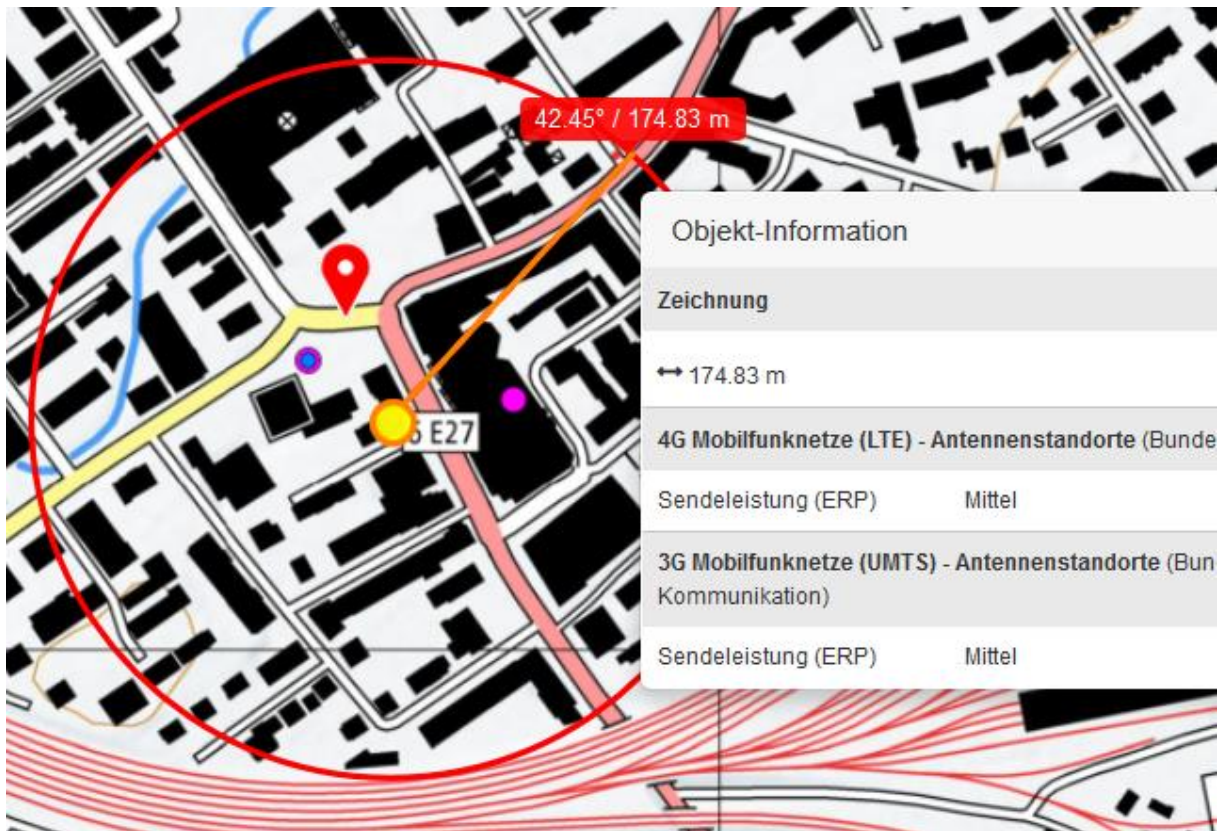 42.45° / 174.83 m
Objekt-Information
Zeichnung
174.83 m
E27
4G Mobilfunknetze (LTE) - Antennenstandorte (Bunde
Sendeleistung (ERP) Mittel
3G Mobilfunknetze (UMTS) - Antennenstandorte (Bun
Kommunikation)
Sendeleistung (ERP) Mittel